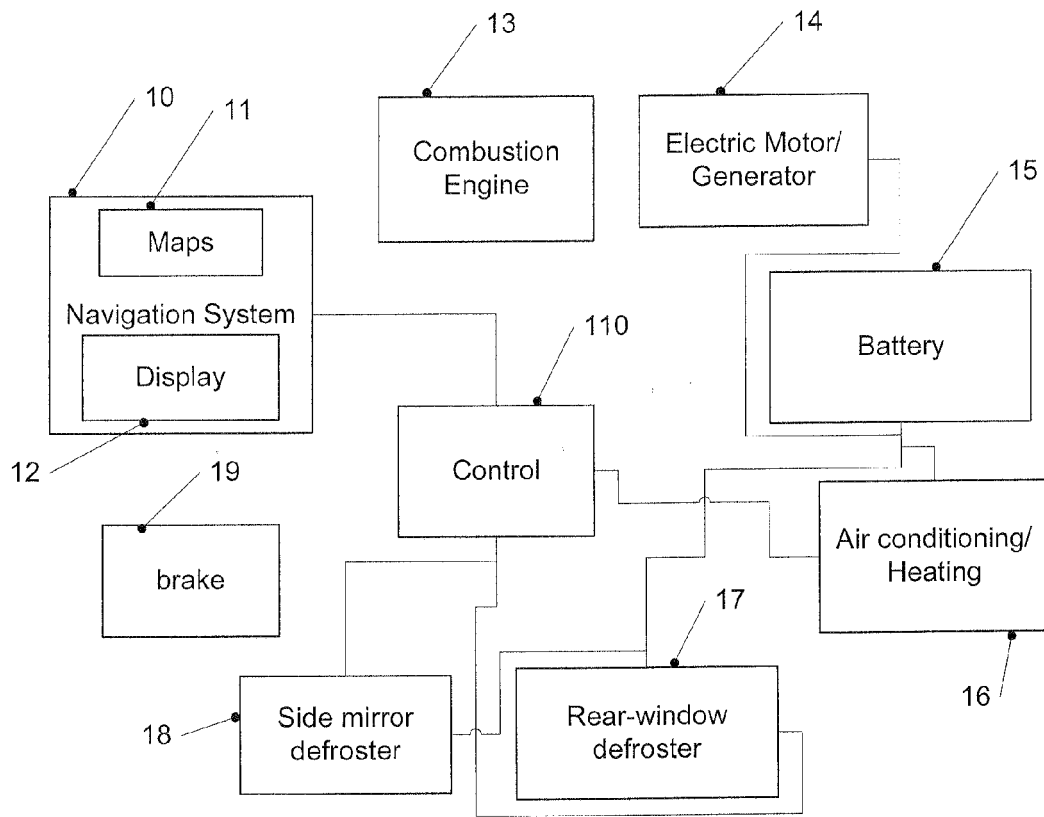 13
14
10
11
Combustion
Engine
Electric Motor/
Generator
15
Maps
Navigation System
Display
110
Battery
12
19
Control
Air conditioning/
Heating
brake
17
16
18
Side mirror
defroster
Rear-window
defroster